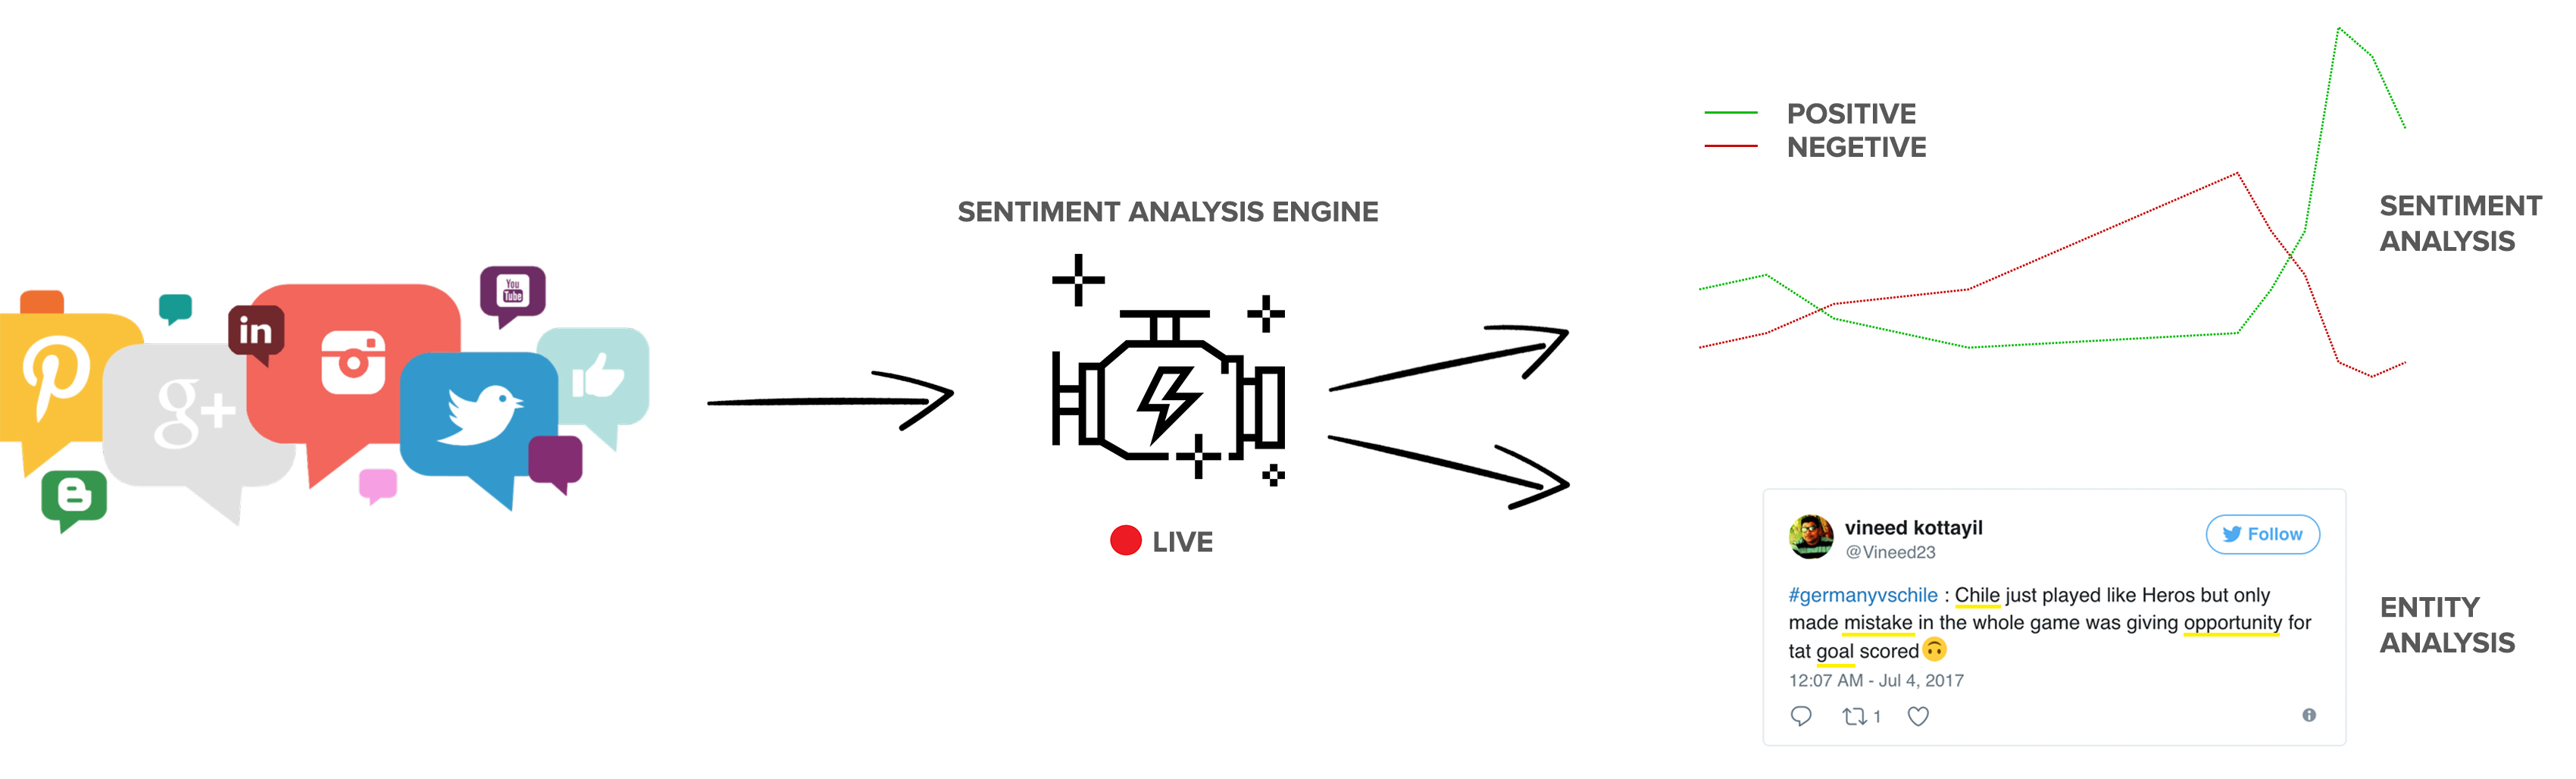 in
You
Tube
g+
SENTIMENT ANALYSIS ENGINE
LIVE
POSITIVE
NEGETIVE
SENTIMENT
ANALYSIS
vineed kottayil
@Vineed23
Follow
#germanyvschile : Chile just played like Heros but only
made mistake in the whole game was giving opportunity for
tat goal scored🙃
12:07 AM - Jul 4, 2017
1
ENTITY
ANALYSIS